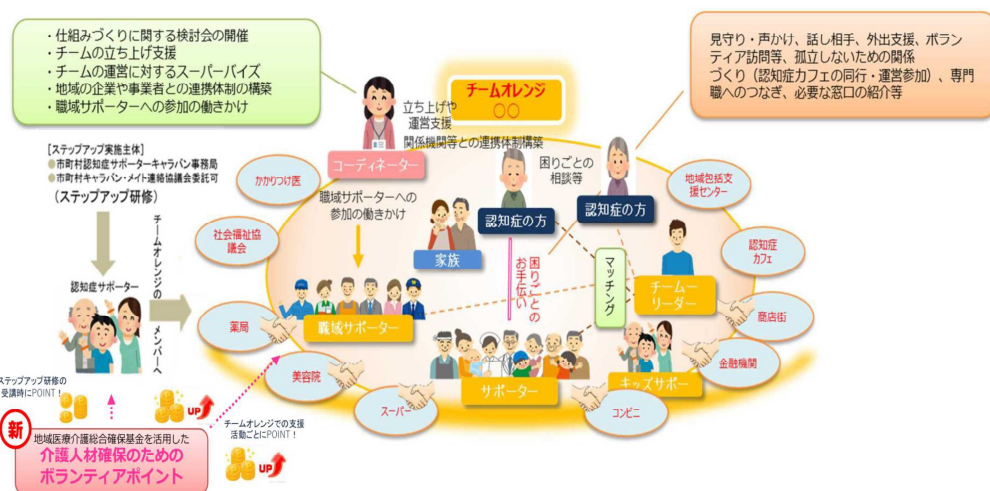 ・仕組みづくりに関する検討会の開催
・チームの立ち上げ支援
・チームの運営に対するスーパーバイズ
・地域の企業や事業者との連携体制の構築
・職域サポーターへの参加の働きかけ
チームオレンジ
〇〇
見守り・声かけ、話し相手、外出支援、ボラン
ティア訪問等、孤立しないための関係
づくり（認知症カフェの同行・運営参加）、専門
職へのつなぎ、必要な窓口の紹介等
立ち上げや
運営支援
関係機関等との連携体制構築
コーディネーター
[ステップアップ実施主体]
●市町村認知症サポーターキャラバン事務局
●市町村キャラバン・メイト連絡協議会委託可
（ステップアップ研修）
かかりつけ医
困りごとの
相談等
地域包括支
援センター
職域サポーターへの
参加の働きかけ
認知症の方
認知症の方
社会福祉協
議会
家族
認知症
カフェ
チームオレンジの
メンバーへ
認知症サポーター
困りごとの
お手伝い
マッチング
チームー
リーダー
職域サポーター
薬局
商店街
美容院
サポーター
キッズサポー
金融機関
スーパー
コンビニ
ステップアップ研修の
受講時にPOINT！
UP
チームオレンジでの支援
活動ごとにPOINT！
UP
新
地域医療介護総合確保基金を活用した
介護人材確保のための
ボランティアポイント